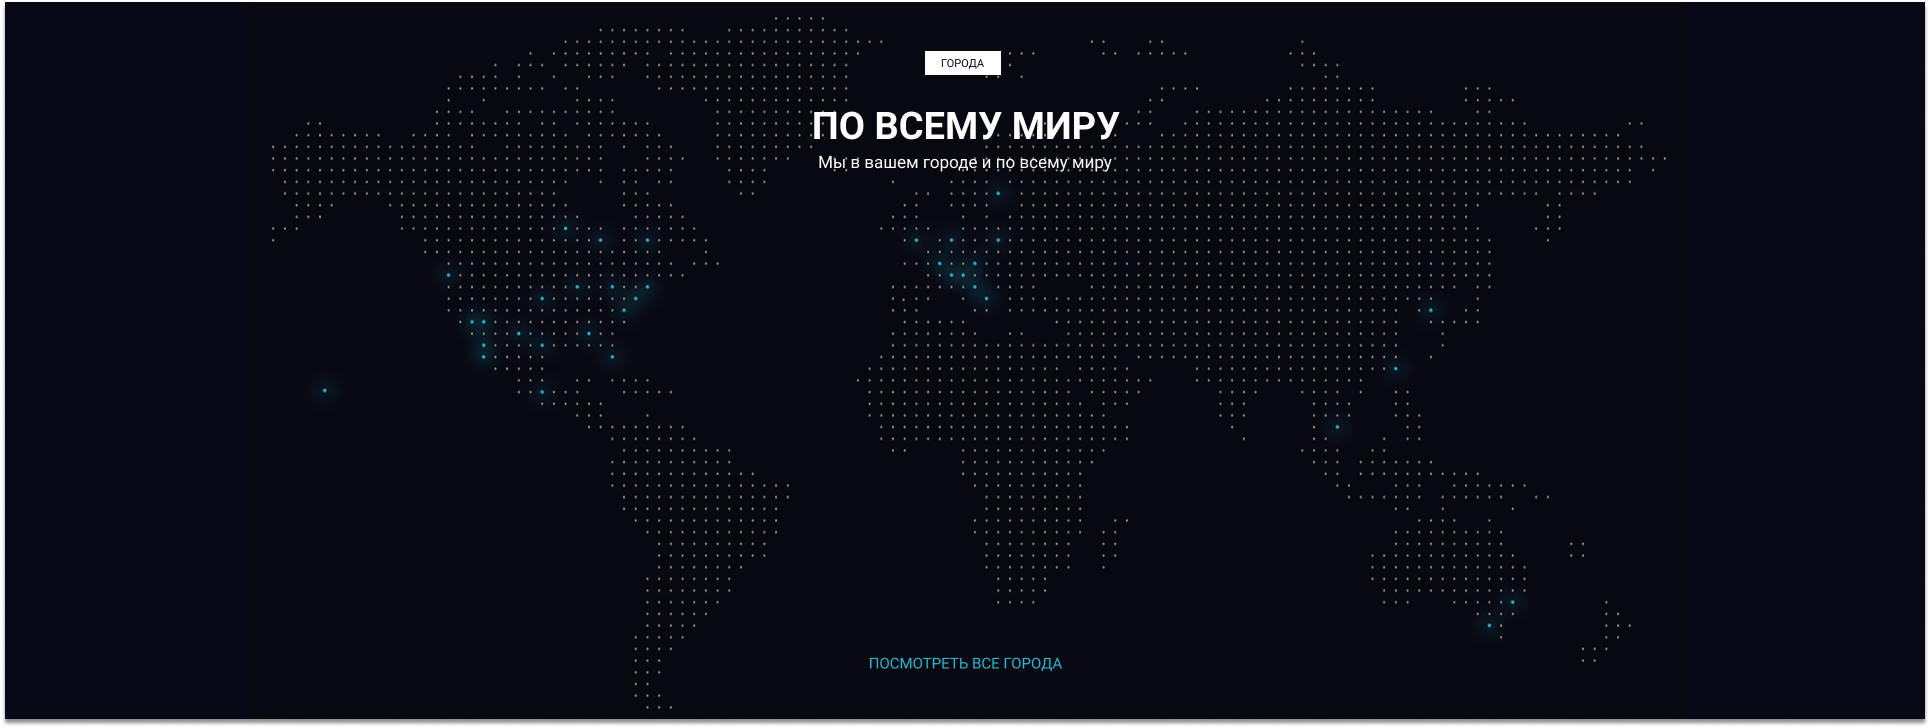 ГОРОДА
ПО ВСЕМУ МИРУ
Мы в вашем городе и по всему миру
ПОСМОТРЕТЬ ВСЕ ГОРОДА